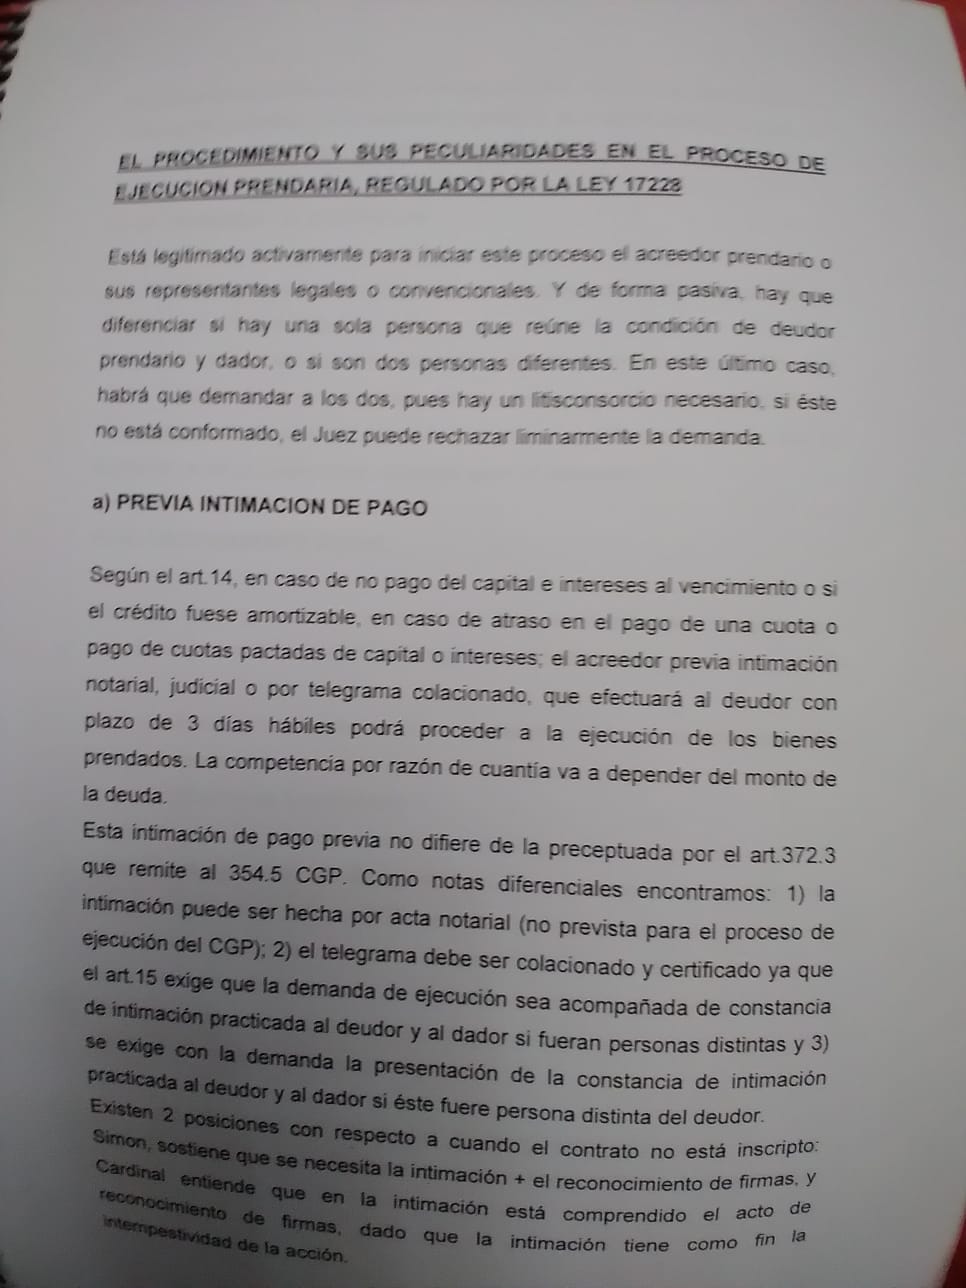 EL PROCEDIMIENTO Y SUS PECULIARIDADES EN EL PROCESO DE
EJECUCION PRENDARIA, REGULADO POR LA LEY 17228
Está legitimado activamente para iniciar este proceso el acreedor prendario o
sus representantes legales o convencionales. Y de forma pasiva, hay que
diferenciar si hay una sola persona que reúne la condición de deudor
prendario y dador, o si son dos personas diferentes. En este último caso,
habrá que demandar a los dos, pues hay un litisconsorcio necesario, si éste
no está conformado, el Juez puede rechazar liminarmente la demanda.
a) PREVIA INTIMACION DE PAGO
Según el art.14, en caso de no pago del capital e intereses al vencimiento o si
el crédito fuese amortizable, en caso de atraso en el pago de una cuota o
pago de cuotas pactadas de capital o intereses; el acreedor previa intimación
notarial, judicial o por telegrama colacionado, que efectuará al deudor con
plazo de 3 días hábiles podrá proceder a la ejecución de los bienes
prendados. La competencia por razón de cuantía va a depender del monto de
la deuda.
Esta intimación de pago previa no difiere de la preceptuada por el art.372.3
que remite al 354.5 CGP. Como notas diferenciales encontramos: 1) la
intimación puede ser hecha por acta notarial (no prevista para el proceso de
ejecución del CGP); 2) el telegrama debe ser colacionado y certificado ya que
el art.15 exige que la demanda de ejecución sea acompañada de constancia
de intimación practicada al deudor y al dador si fueran personas distintas y 3)
se exige con la demanda la presentación de la constancia de intimación
practicada al deudor y al dador si éste fuere persona distinta del deudor.
Existen 2 posiciones con respecto a cuando el contrato no está inscripto:
Simon, sostiene que se necesita la intimación + el reconocimiento de firmas, y
Cardinal entiende que en la intimación está comprendido el acto de
reconocimiento de firmas, dado que la intimación tiene como fin la
intempestividad de la acción.